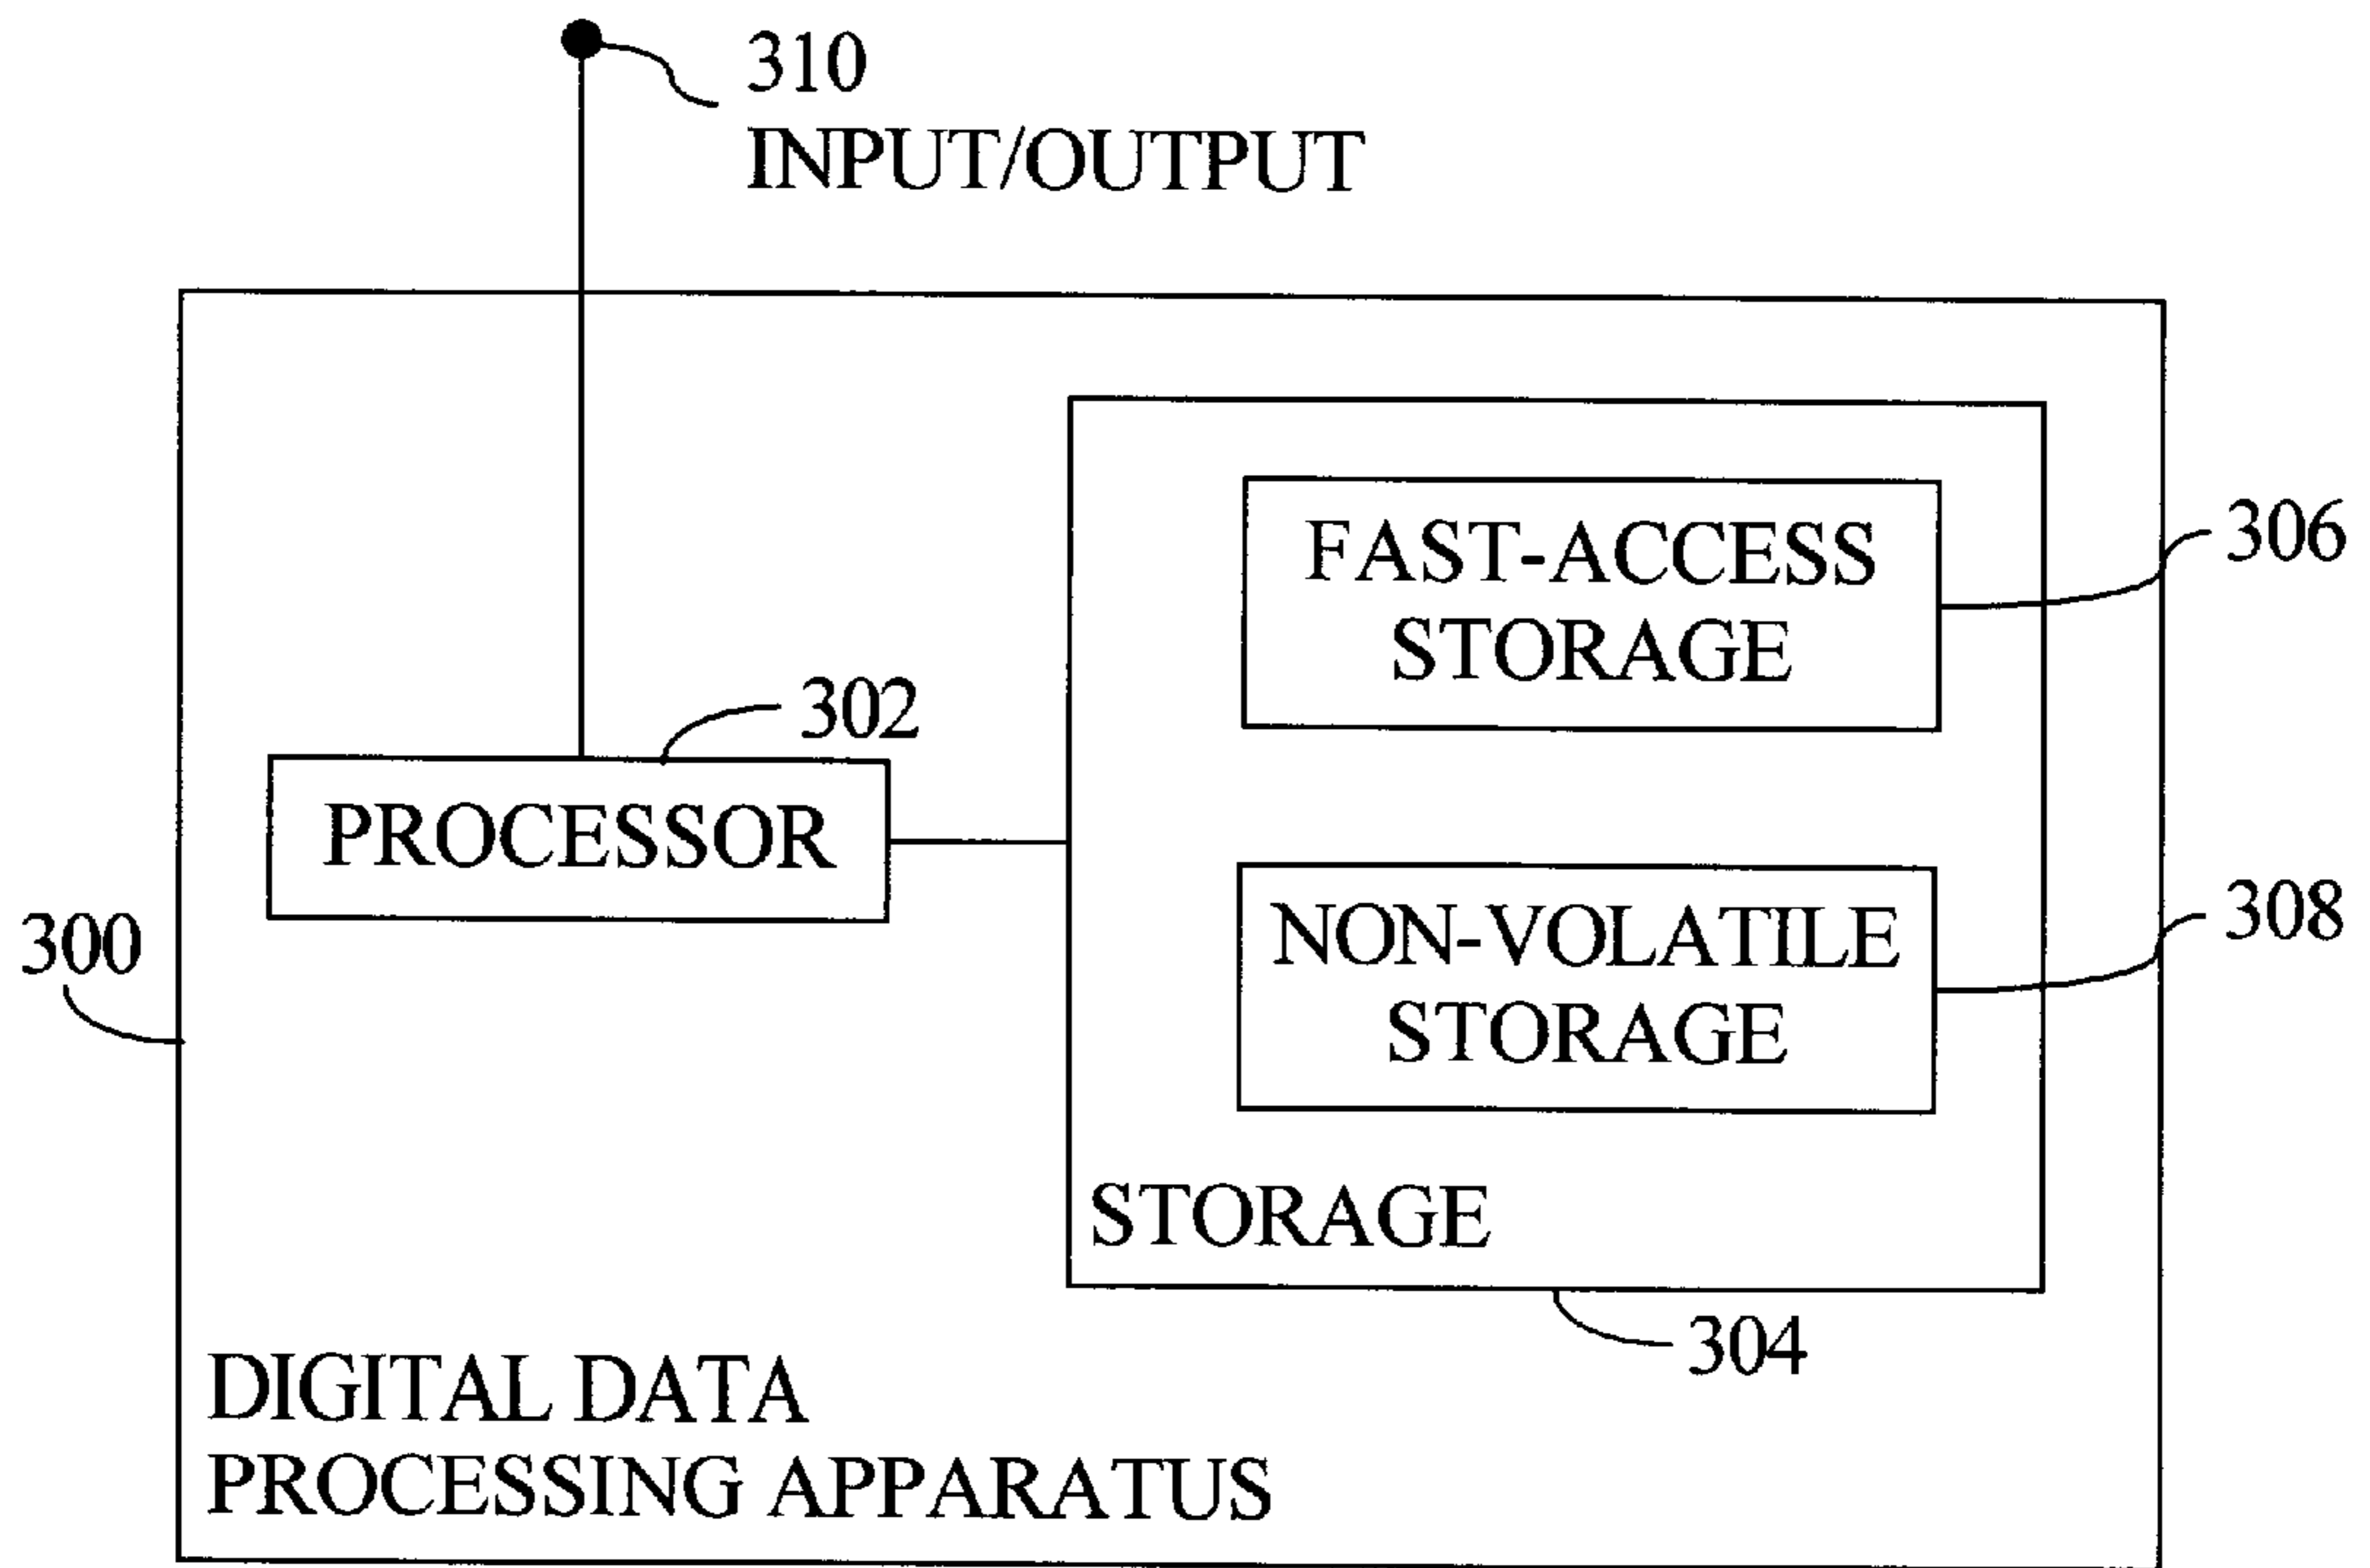 310
INPUT/OUTPUT
FAST-ACCESS
STORAGE
306
302
PROCESSOR
NON-VOLATILE
STORAGE
308
300
STORAGE
304
DIGITAL DATA
PROCESSING APPARATUS